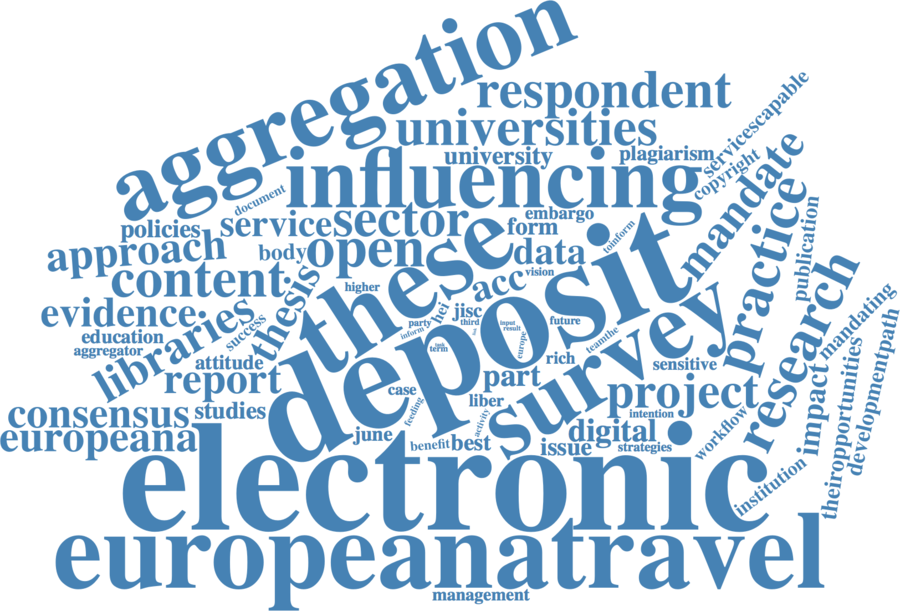 aggregation
respondent
universities
servicescapable
university
plagiarism
copyright
influencing
document
mandate
embargo
policies
service
sector
form
toinform
approach
body
open
these
data
practice
publication
vision
content
thesis
higher
acc
hei
deposit
evidence
success
jisc
third
input
result
future
research
education
libraries
party
inform
europe
teamthe
survey
mandating
aggregator
task
term
attitude
rich
sensitive
report
case
part
project
impact
theiropportunities
developmentpath
consensus
studies
feeding
liber
activity
intention
workflow
europeana
june
benefit
best
issue
digital
strategies
institution
electronic
europeanatravel
management